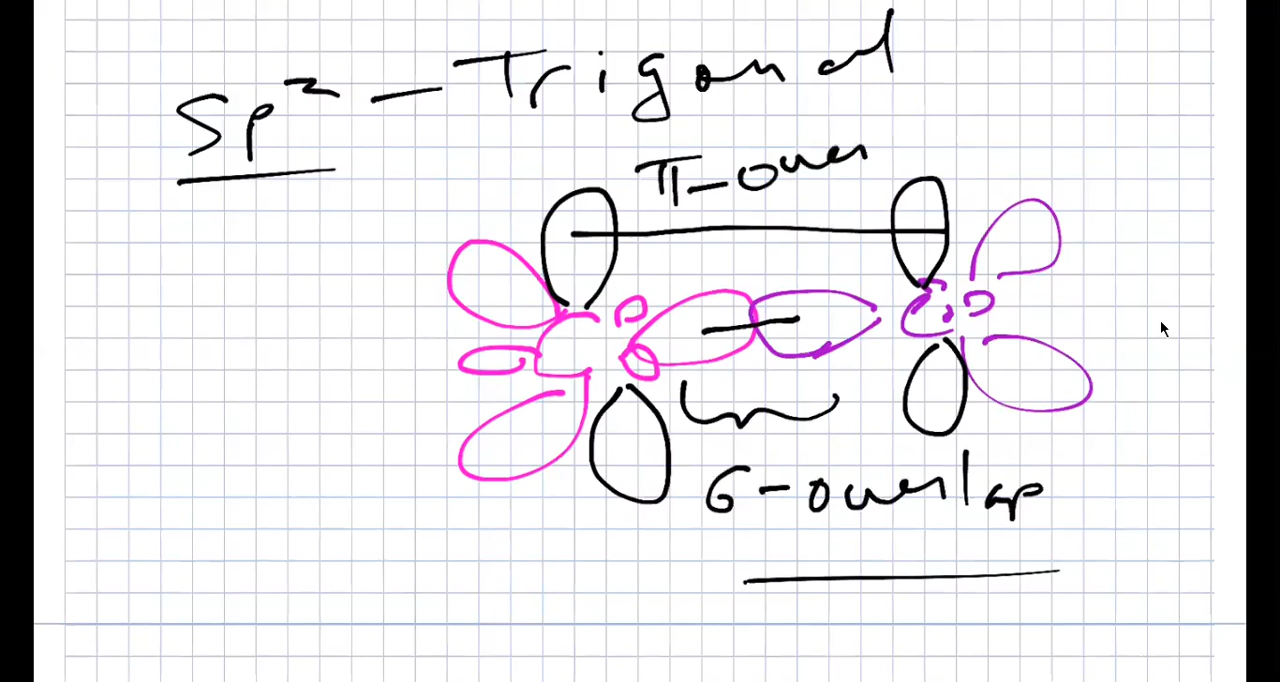 Sp² – Trigonal
π – over
σ – overlap